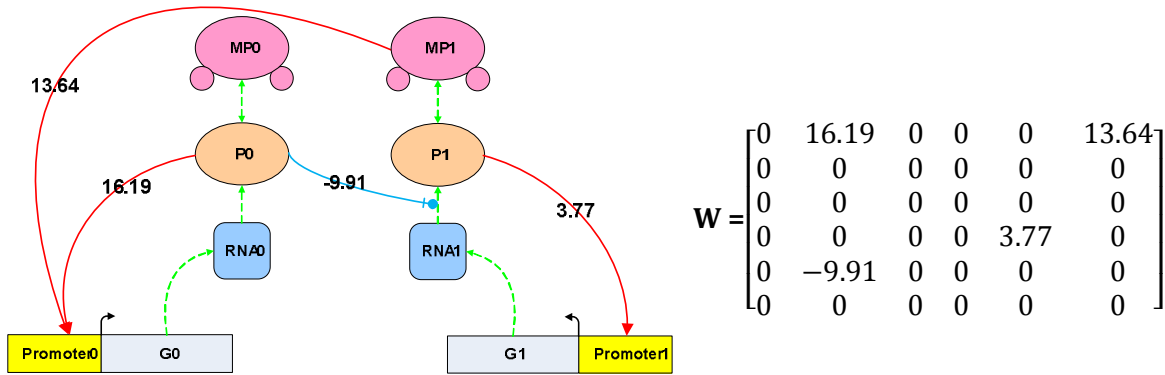 MP0 MP1
13.64
P0 P1
16.19 -9.91 3.77
RNA0 RNA1
Promoter0 G0 G1 Promoter1
0 16.19 0 0 0 13.64
0 0 0 0 0 0
0 0 0 0 0 0
W = 0 0 0 0 3.77 0
0 −9.91 0 0 0 0
0 0 0 0 0 0